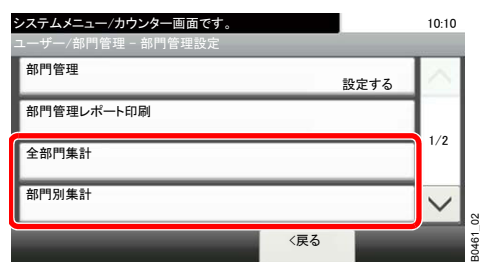 システムメニュー/カウンター画面です。
10:10
ユーザー/部門管理 - 部門管理設定
部門管理
設定する
部門管理レポート印刷
1/2
全部門集計
部門別集計
<戻る
B0461_02